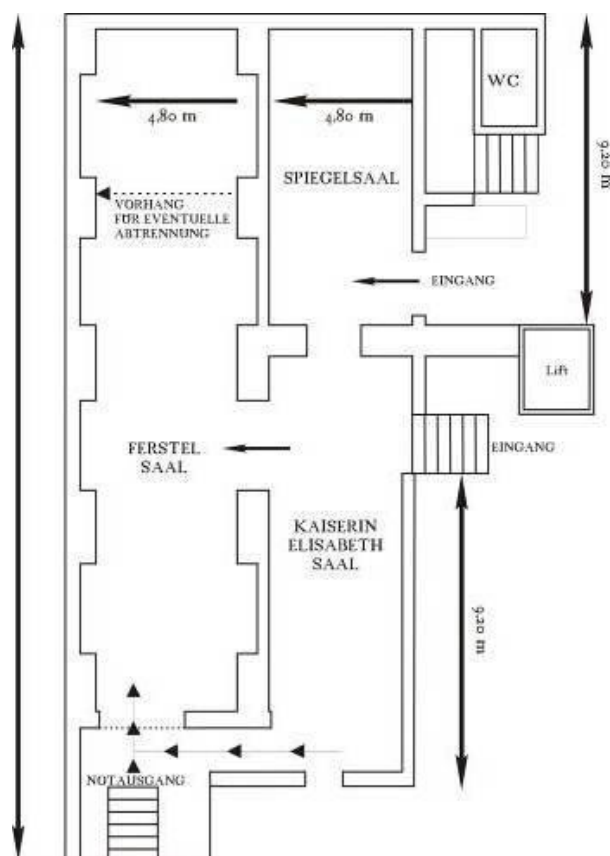 WC
4,80 m
4,80 m
9,20 m
SPIEGELSAAL
VORHANG
FÜR EVENTUELLE
ABTRENNUNG
EINGANG
Lift
FERSTEL
SAAL
EINGANG
KAISERIN
ELISABETH
SAAL
9,20 m
NOTAUSGANG